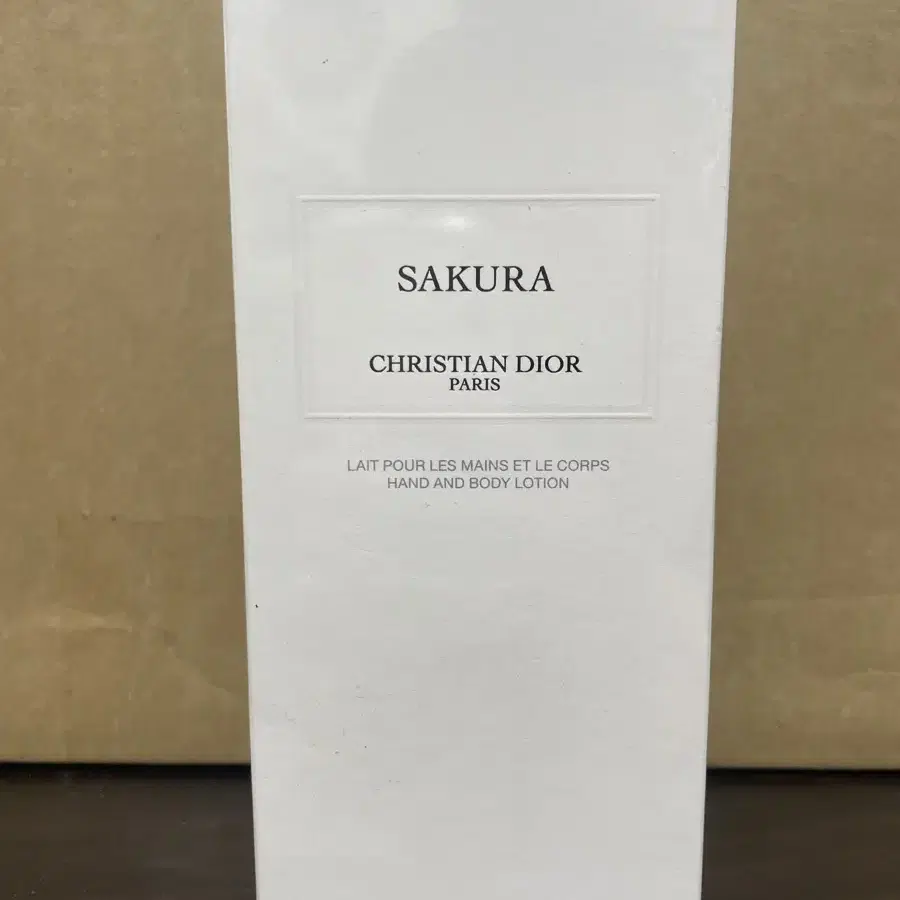 SAKURA
CHRISTIAN DIOR
PARIS
LAIT POUR LES MAINS ET LE CORPS
HAND AND BODY LOTION